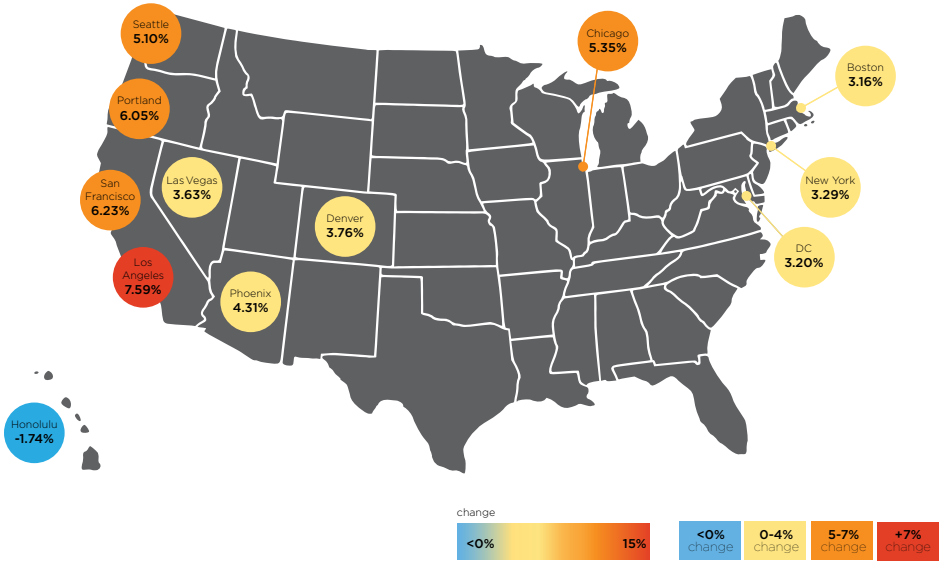 Seattle
5.10%
Chicago
5.35%
Boston
3.16%
Portland
6.05%
San
Francisco
6.23%
Las Vegas
3.63%
New York
3.29%
Denver
3.76%
DC
3.20%
Los
Angeles
7.59%
Phoenix
4.31%
Honolulu
-1.74%
change
<0%
15%
<0%
change
0-4%
change
5-7%
change
+7%
change